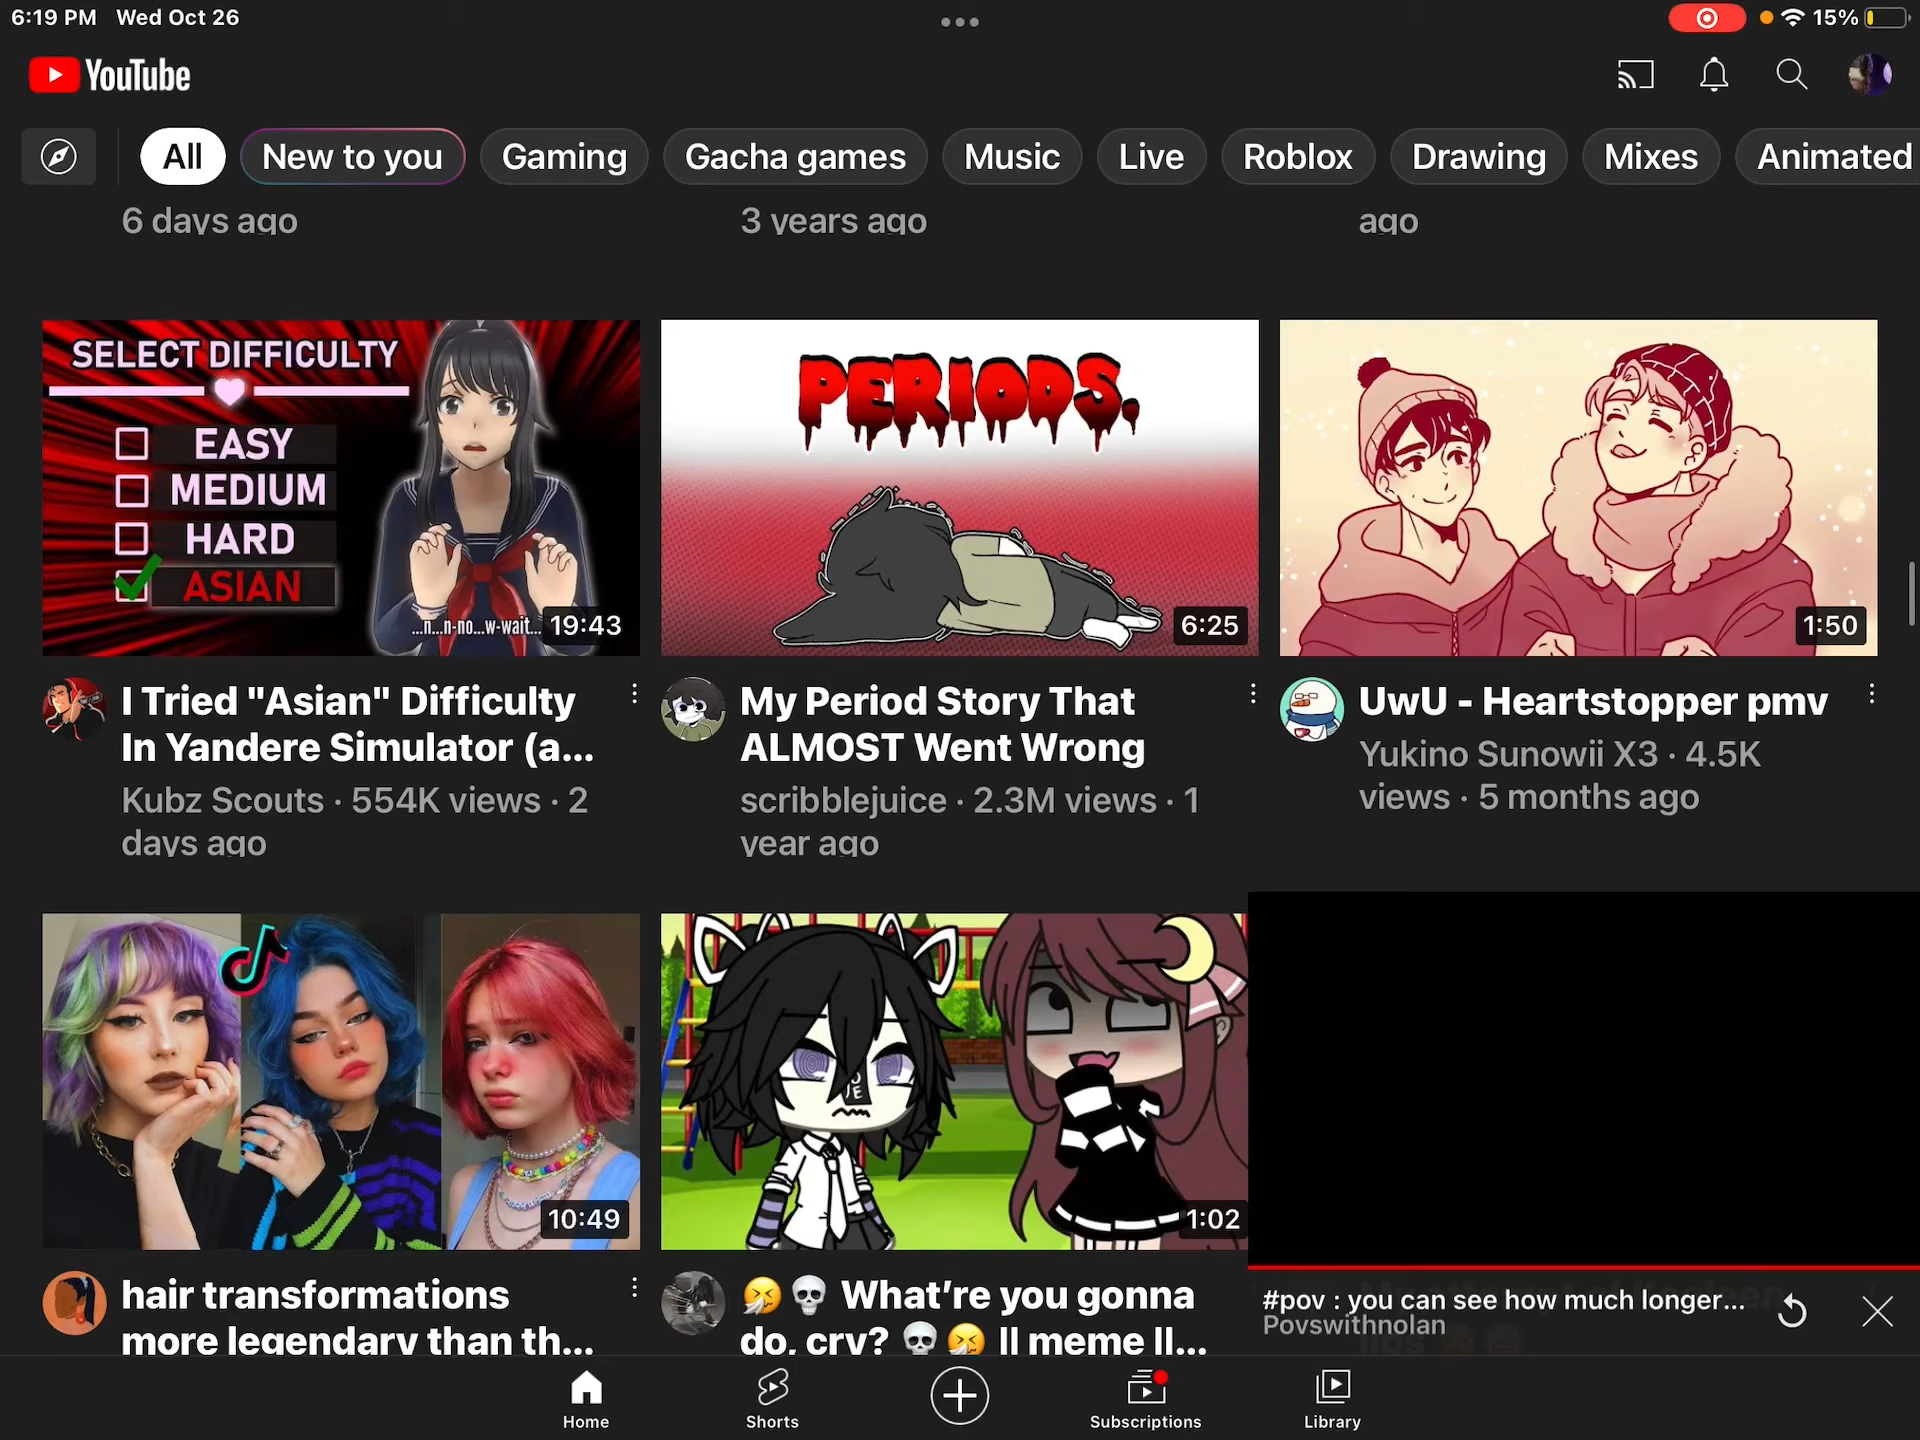 6:19 PM Wed Oct 26
15%
YouTube
All
New to you
Gaming
Gacha games
Music
Live
Roblox
Drawing
Mixes
Animated
6 days ago
3 years ago
ago
SELECT DIFFICULTY
EASY
MEDIUM
HARD
ASIAN
...n...n-no...w-wait...
19:43
PERIODS.
6:25
1:50
I Tried "Asian" Difficulty
In Yandere Simulator (a...
Kubz Scouts · 554K views · 2
days ago
My Period Story That
ALMOST Went Wrong
scribblejuice · 2.3M views · 1
year ago
UwU - Heartstopper pmv
Yukino Sunowii X3 · 4.5K
views · 5 months ago
10:49
1:02
hair transformations
more legendary than th...
🤧💀 What're you gonna
do, cry? 💀🤧 ll meme ll...
#pov : you can see how much longer...
Povswithnolan
Home
Shorts
Subscriptions
Library